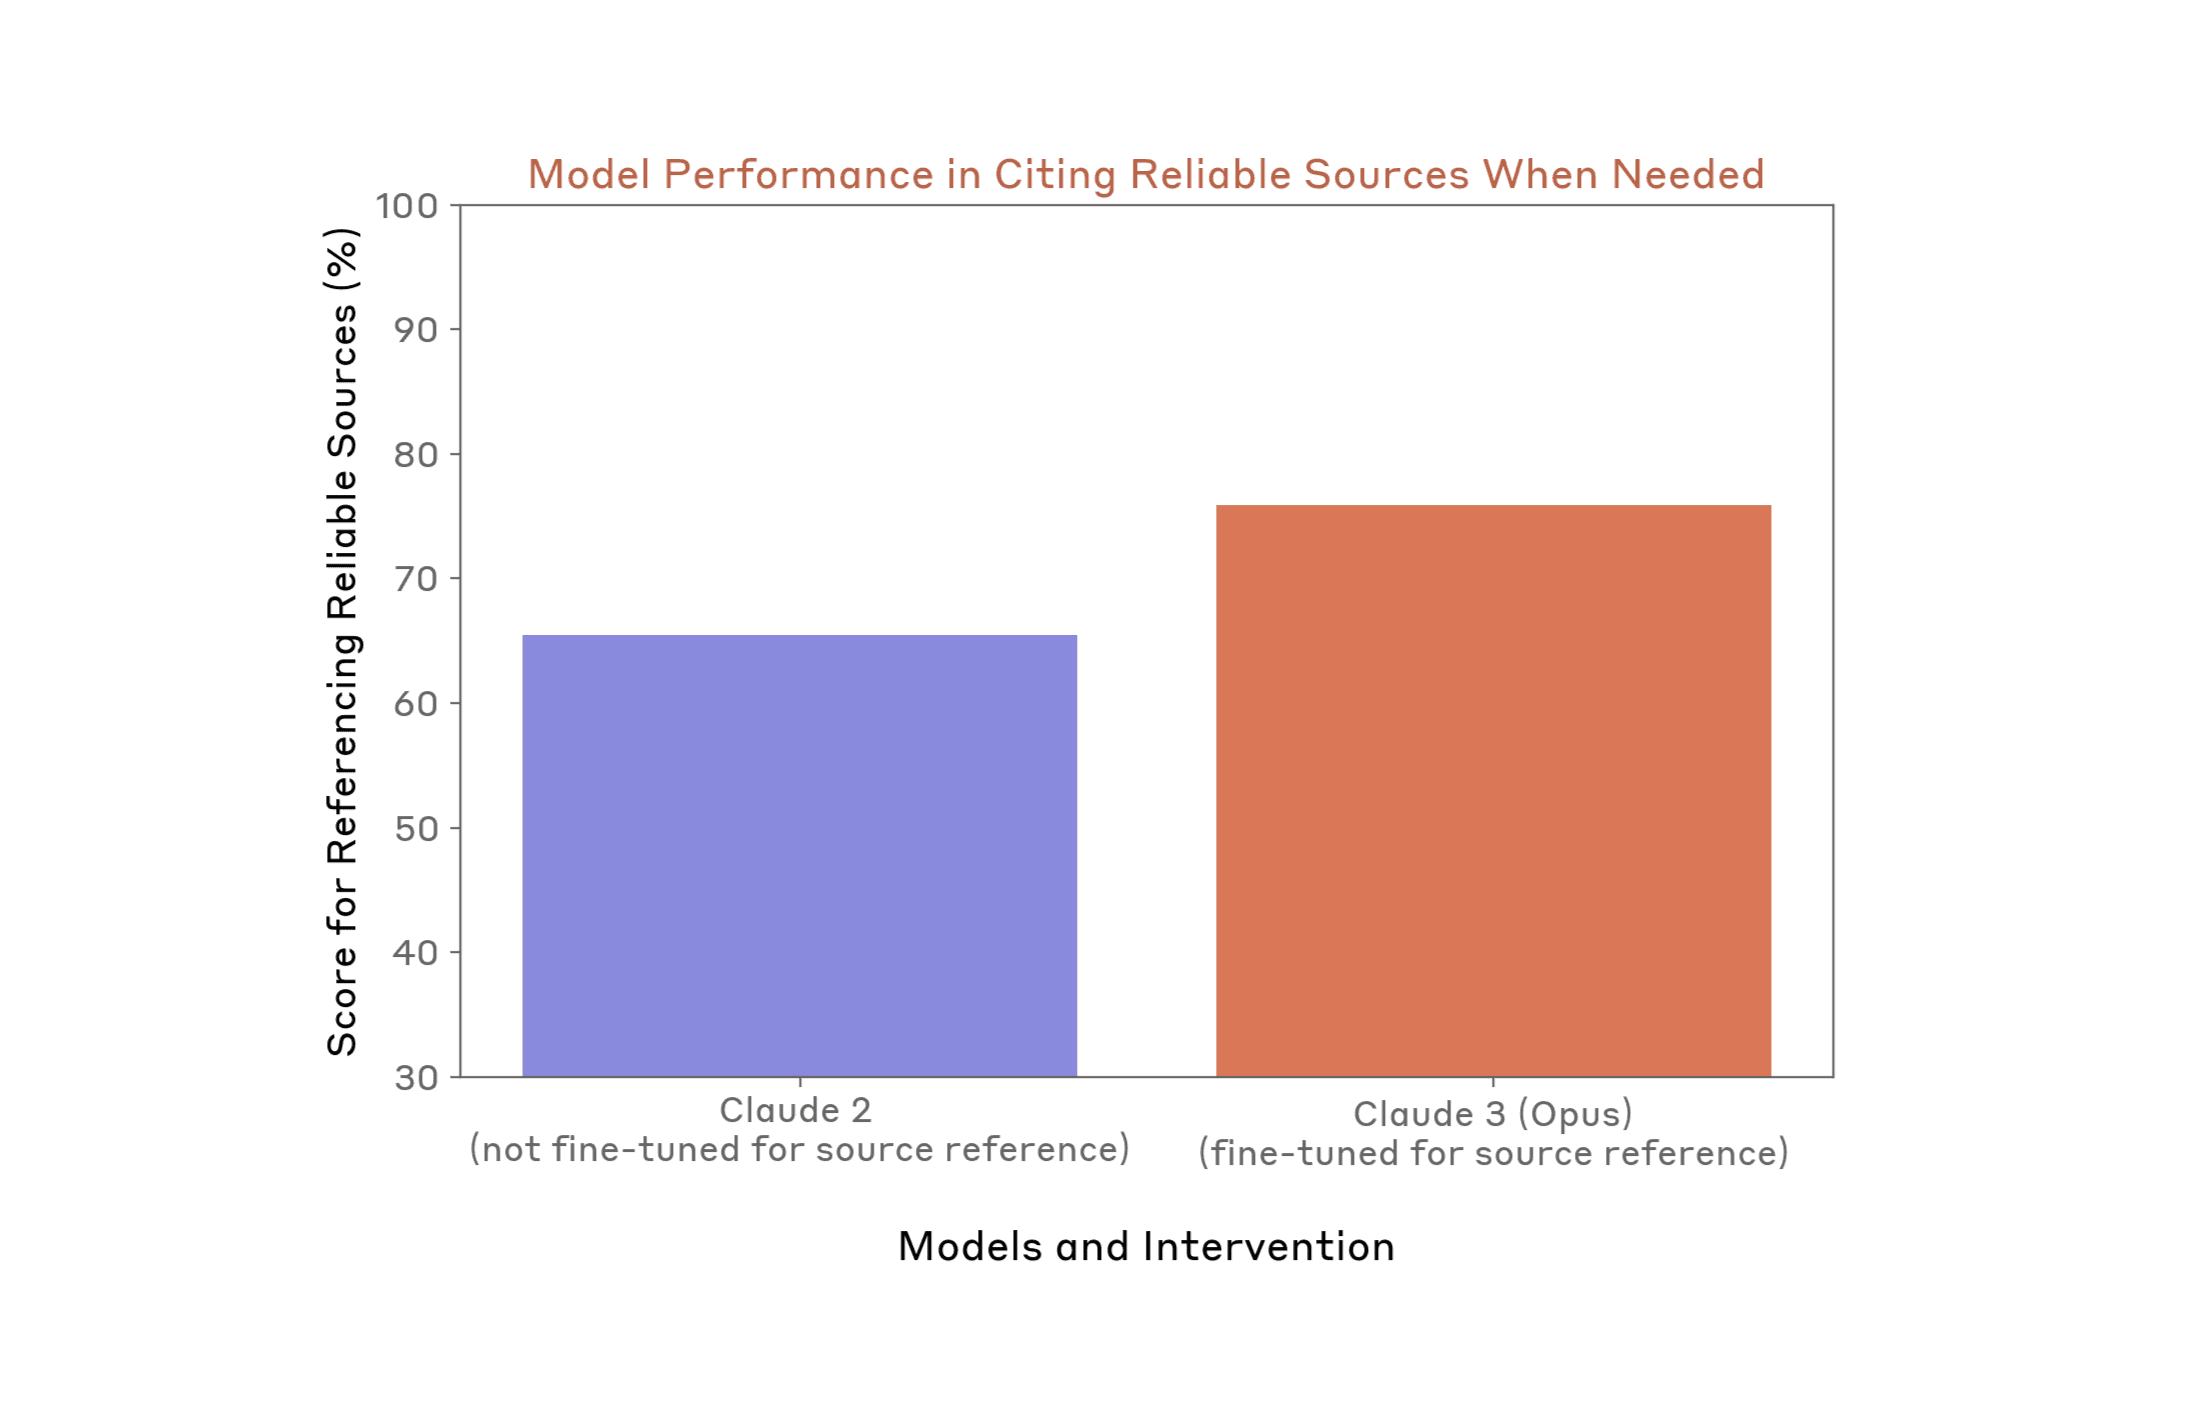 Model Performance in Citing Reliable Sources When Needed
Score for Referencing Reliable Sources (%)
100
90
80
70
60
50
40
30
Claude 2
(not fine-tuned for source reference)
Claude 3 (Opus)
(fine-tuned for source reference)
Models and Intervention